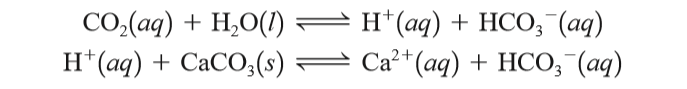 CO₂(aq) + H₂O(l) ⇌ H⁺(aq) + HCO₃⁻(aq)
H⁺(aq) + CaCO₃(s) ⇌ Ca²⁺(aq) + HCO₃⁻(aq)